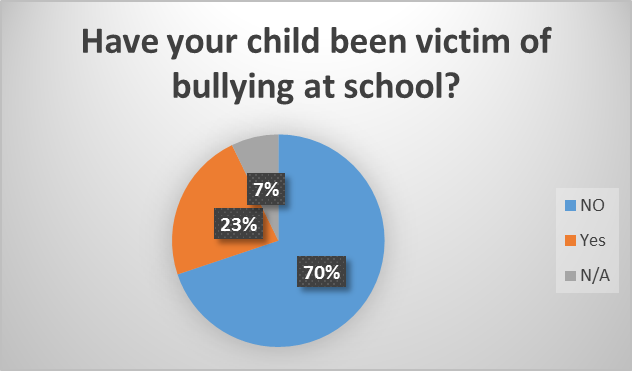 Have your child been victim of
bullying at school?
7%
23%
70%
NO
Yes
N/A